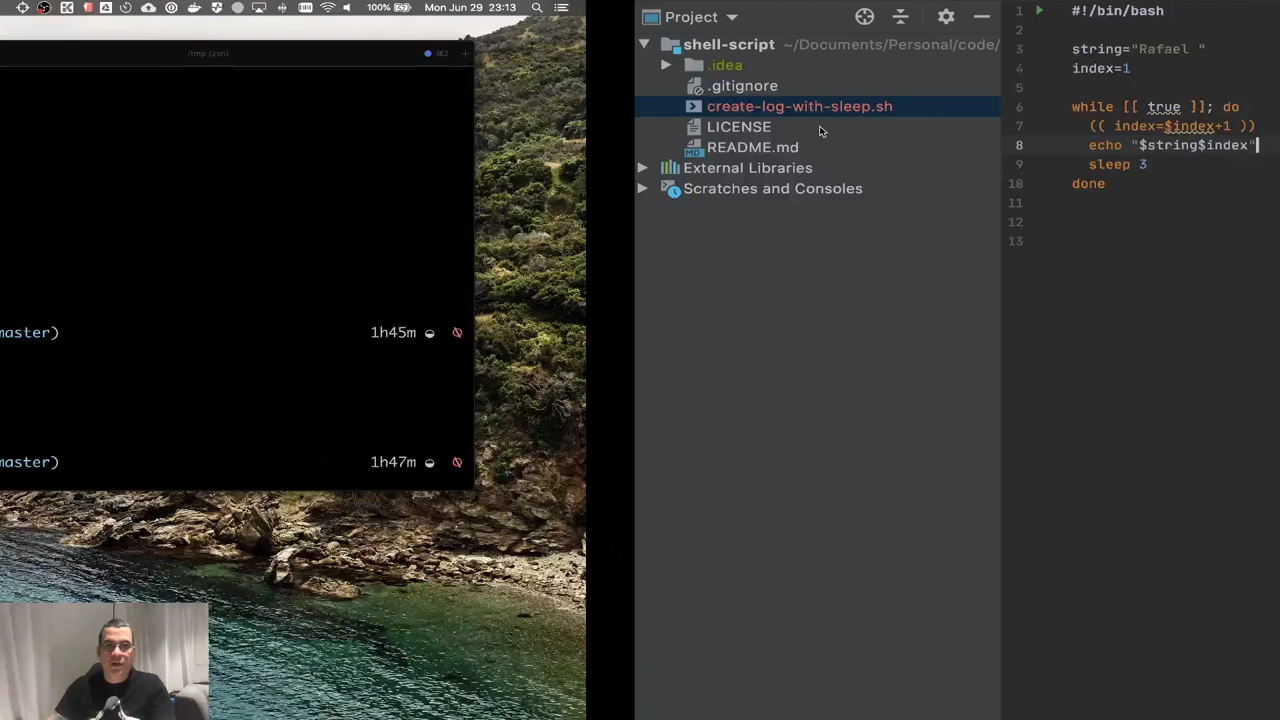 100%
Mon Jun 29 23:13
/tmp (zsh)
⌘2
master)
1h45m
master)
1h47m
Project
shell-script ~/Documents/Personal/code/
.idea
.gitignore
create-log-with-sleep.sh
LICENSE
README.md
External Libraries
Scratches and Consoles
1 #!/bin/bash
2
3 string="Rafael "
4 index=1
5
6 while [[ true ]]; do
7 (( index=$index+1 ))
8 echo "$string$index"
9 sleep 3
10 done
11
12
13